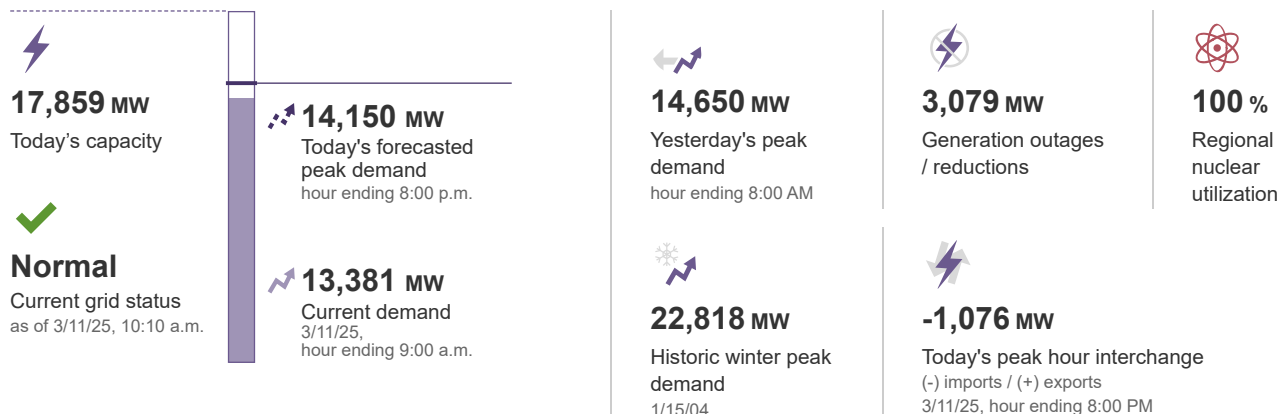 17,859 MW
Today's capacity
Normal
Current grid status
as of 3/11/25, 10:10 a.m.
14,150 MW
Today's forecasted
peak demand
hour ending 8:00 p.m.
13,381 MW
Current demand
3/11/25,
hour ending 9:00 a.m.
14,650 MW
Yesterday's peak
demand
hour ending 8:00 AM
3,079 MW
Generation outages
/ reductions
100 %
Regional
nuclear
utilization
22,818 MW
Historic winter peak
demand
1/15/04
-1,076 MW
Today's peak hour interchange
(-) imports / (+) exports
3/11/25, hour ending 8:00 PM